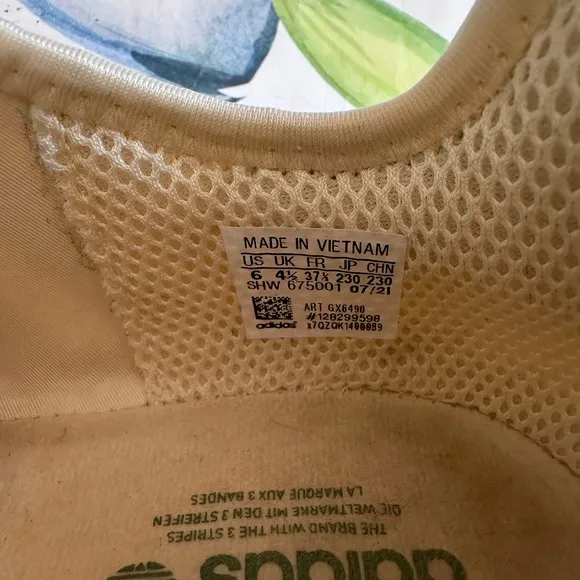 MADE IN VIETNAM
US UK FR JP CHN
6 4½ 37⅓ 230 230
SHW 675001 07/21
ART GX6490
#128299598
adidas x7QZQK1400089
adidas
THE BRAND WITH THE 3 STRIPES
DIE WELTMARKE MIT DEN 3 STREIFEN
LA MARQUE AUX 3 BANDES